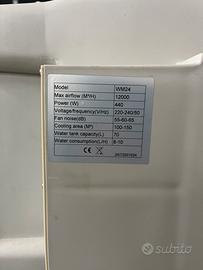 Model WM24
Max airflow (M³/H) 12000
Power (W) 440
Voltage/frequency(V) 220-240/50
Fan noise(dB) 55-60-65
Cooling area (M²) 100-150
Water tank capacity(L) 70
Water consumption(L/H) 8-10
CE
subito